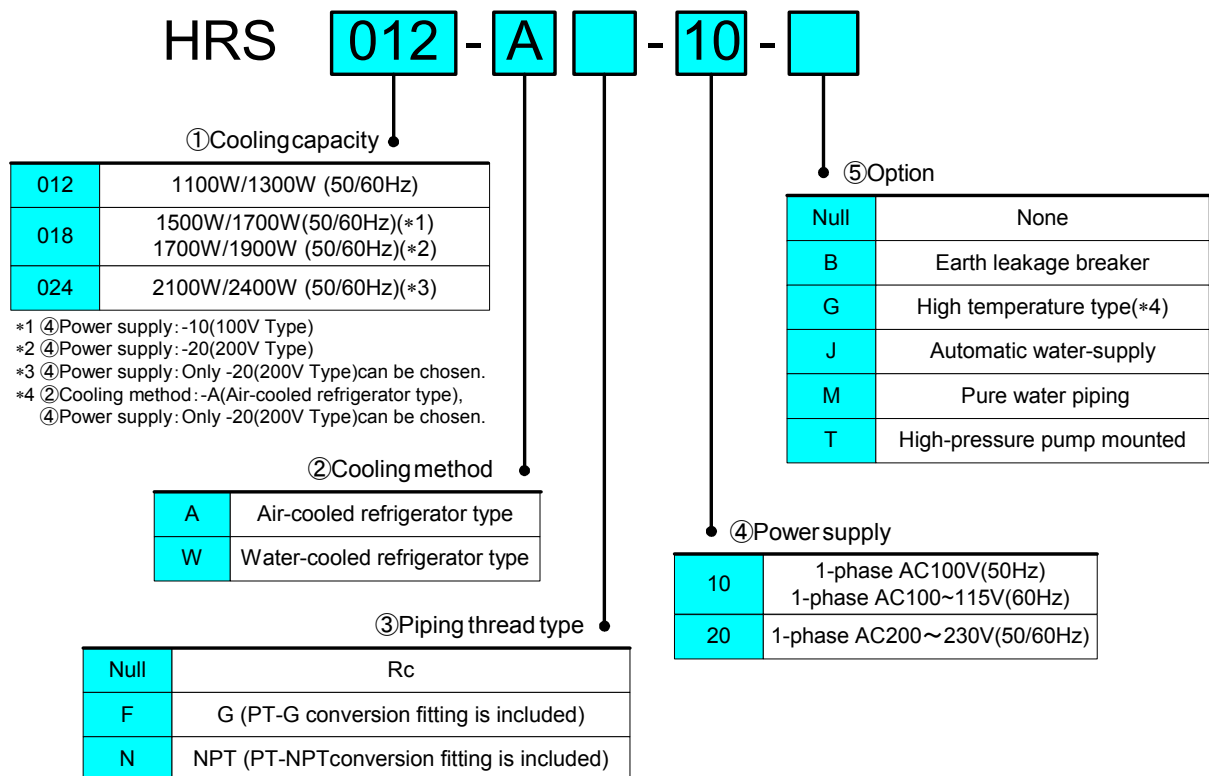 HRS 012 - A - 10 -
①Coolingcapacity
012 1100W/1300W (50/60Hz)
018 1500W/1700W(50/60Hz)(*1)
1700W/1900W (50/60Hz)(*2)
024 2100W/2400W (50/60Hz)(*3)
*1 ④Power supply:-10(100V Type)
*2 ④Power supply:-20(200V Type)
*3 ④Power supply:Only -20(200V Type)can be chosen.
*4 ②Cooling method:-A(Air-cooled refrigerator type),
④Power supply:Only -20(200V Type)can be chosen.
⑤Option
Null None
B Earth leakage breaker
G High temperature type(*4)
J Automatic water-supply
M Pure water piping
T High-pressure pump mounted
②Coolingmethod
A Air-cooled refrigerator type
W Water-cooled refrigerator type
④Powersupply
10 1-phase AC100V(50Hz)
1-phase AC100~115V(60Hz)
20 1-phase AC200～230V(50/60Hz)
③Piping thread type
Null Rc
F G (PT-G conversion fitting is included)
N NPT (PT-NPTconversion fitting is included)